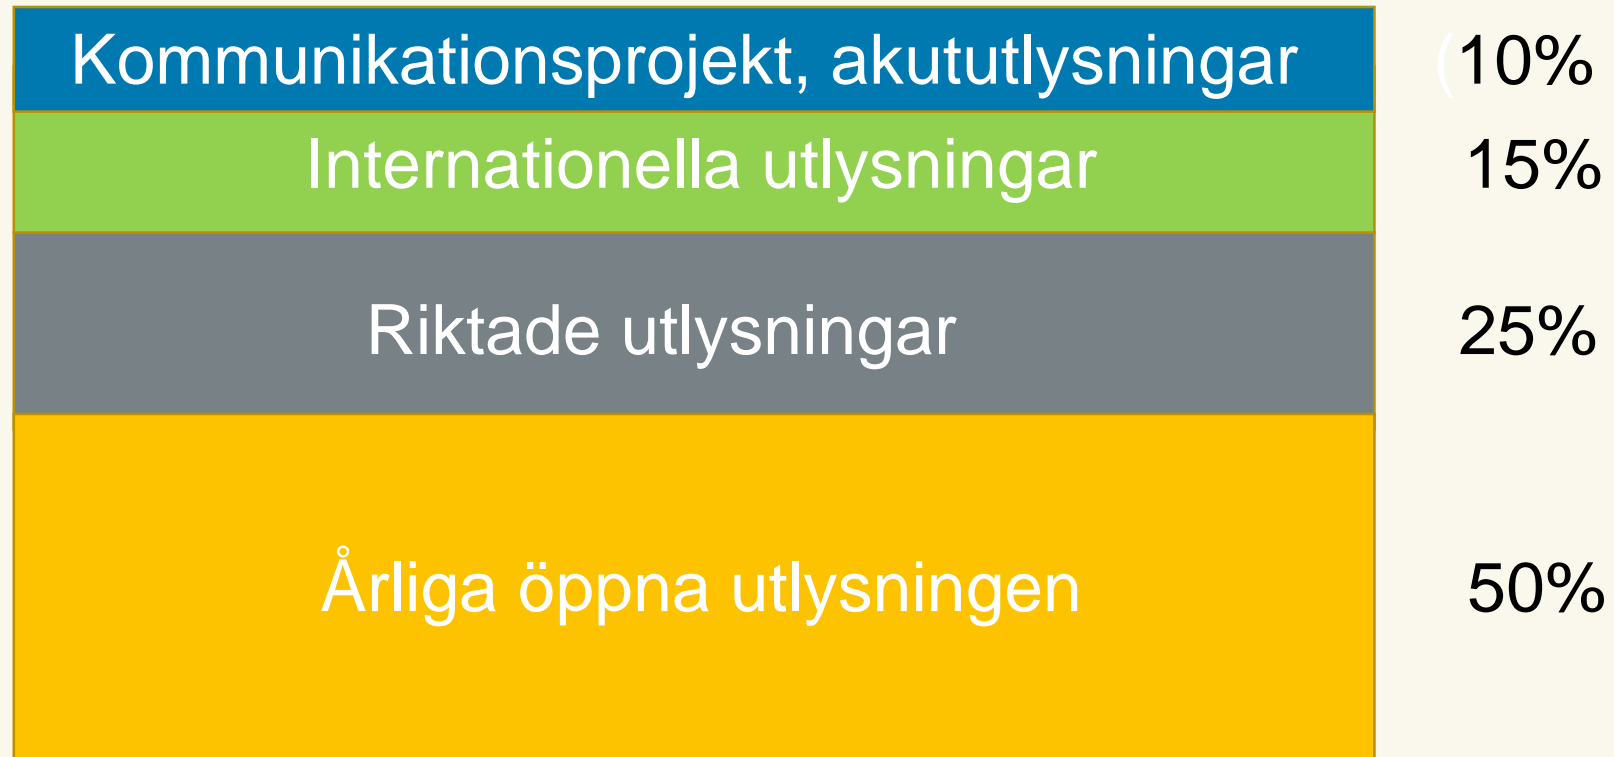 Kommunikationsprojekt, akututlysningar (10%
Internationella utlysningar 15%
Riktade utlysningar 25%
Årliga öppna utlysningen 50%